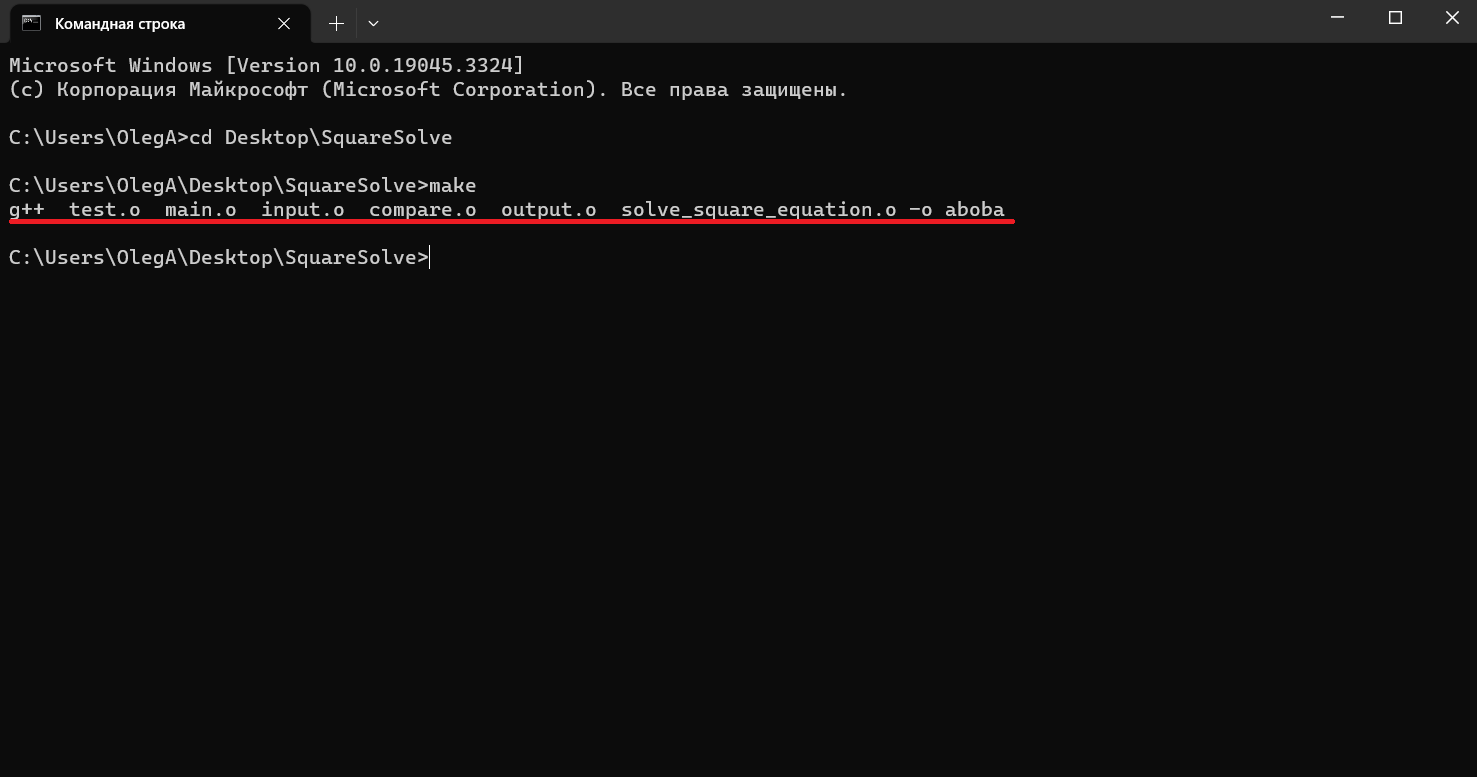 Командная строка
Microsoft Windows [Version 10.0.19045.3324]
(c) Корпорация Майкрософт (Microsoft Corporation). Все права защищены.
C:\Users\OlegA>cd Desktop\SquareSolve
C:\Users\OlegA\Desktop\SquareSolve>make
g++  test.o  main.o  input.o  compare.o  output.o  solve_square_equation.o -o aboba
C:\Users\OlegA\Desktop\SquareSolve>